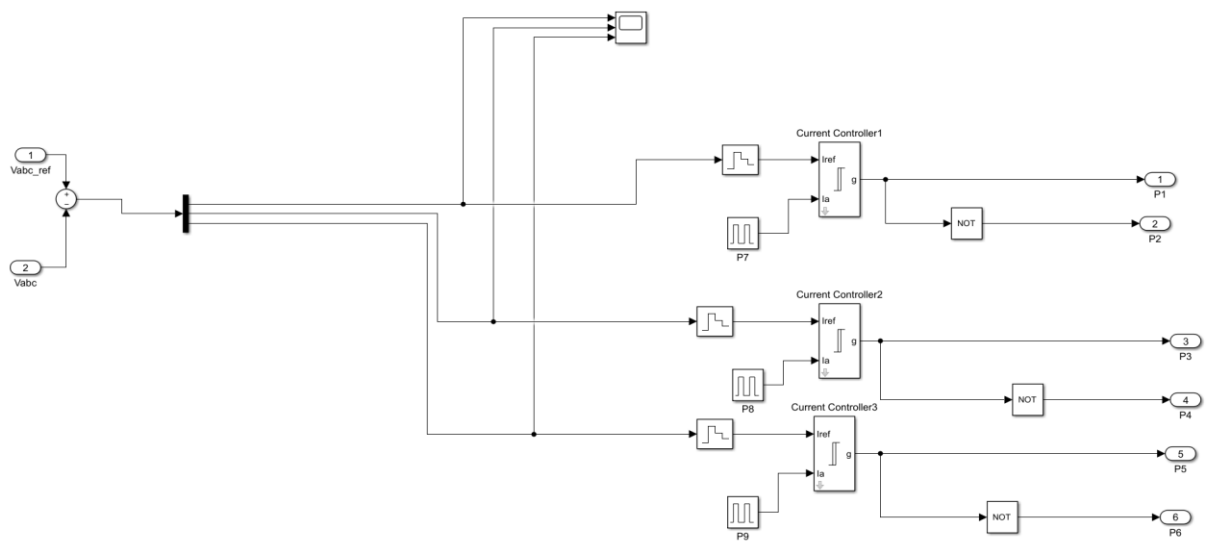 Current Controller1
1
Vabc_ref
+
−
Iref
g
Ia
1
P1
NOT
2
P2
P7
2
Vabc
Current Controller2
Iref
g
Ia
3
P3
P8
NOT
4
P4
Current Controller3
Iref
g
Ia
5
P5
P9
NOT
6
P6